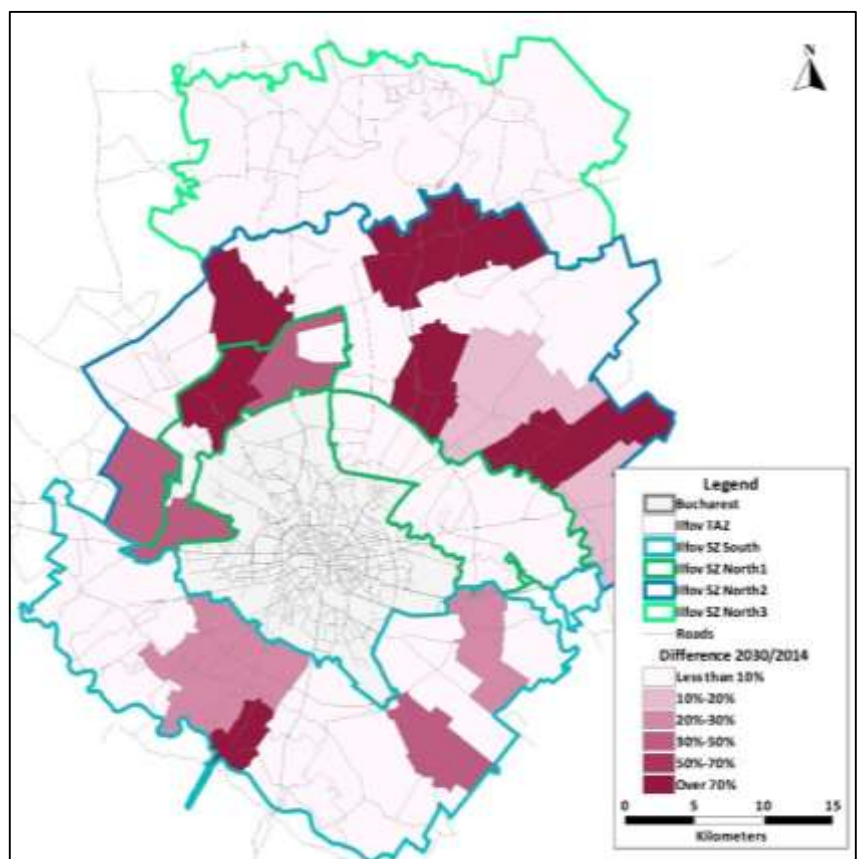 N
Legend
Bucharest
Ilfov TAZ
Ilfov SZ South
Ilfov SZ North1
Ilfov SZ North2
Ilfov SZ North3
Roads
Difference 2030/2014
Less than 10%
10%-20%
20%-30%
30%-50%
50%-70%
Over 70%
0 5 10 15
Kilometers